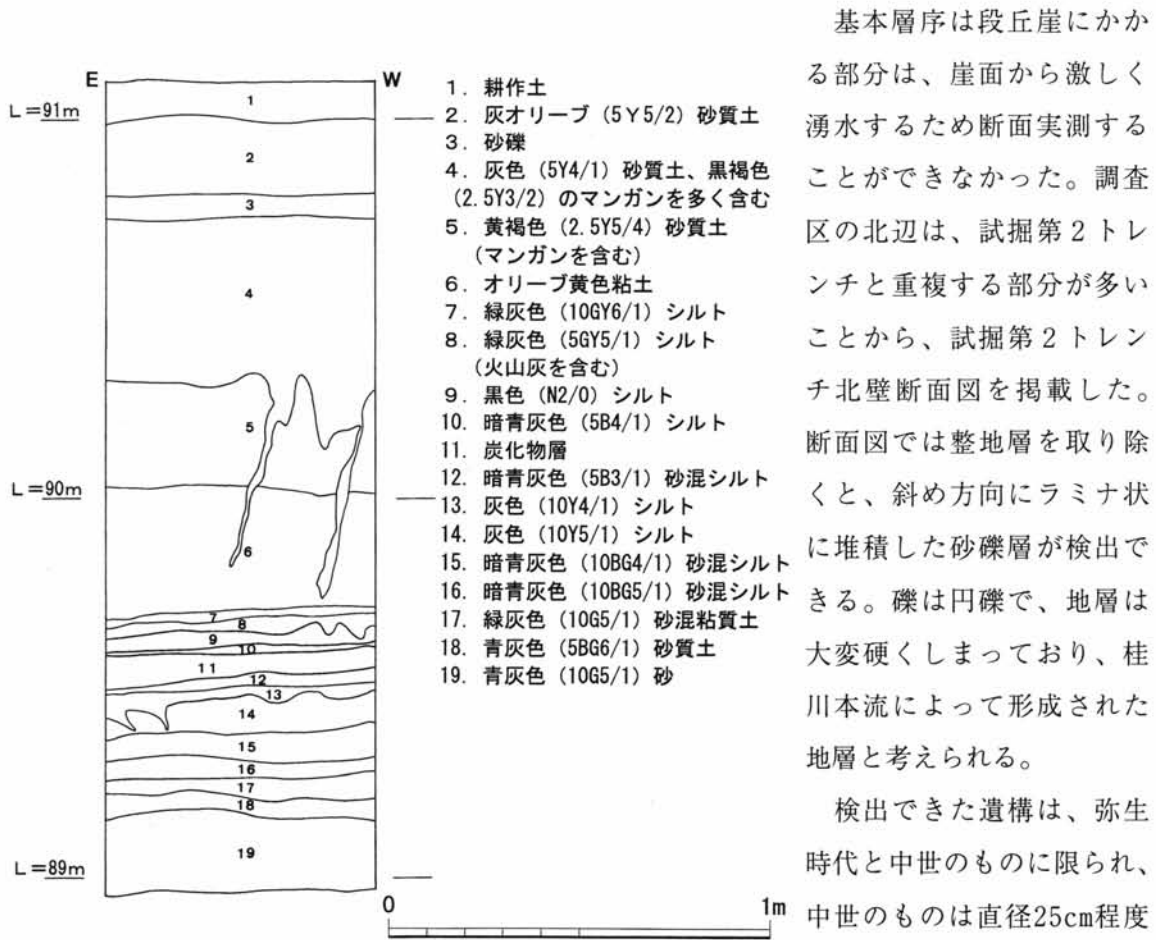 E
W
L=91m
L=90m
L=89m
1
2
3
4
5
6
7
8
9
10
11
12
13
14
15
16
17
18
19
0
1m
1. 耕作土
2. 灰オリーブ (5Y5/2) 砂質土
3. 砂礫
4. 灰色 (5Y4/1) 砂質土、黒褐色
(2.5Y3/2) のマンガンを多く含む
5. 黄褐色 (2.5Y5/4) 砂質土
(マンガンを含む)
6. オリーブ黄色粘土
7. 緑灰色 (10GY6/1) シルト
8. 緑灰色 (5GY5/1) シルト
(火山灰を含む)
9. 黒色 (N2/0) シルト
10. 暗青灰色 (5B4/1) シルト
11. 炭化物層
12. 暗青灰色 (5B3/1) 砂混シルト
13. 灰色 (10Y4/1) シルト
14. 灰色 (10Y5/1) シルト
15. 暗青灰色 (10BG4/1) 砂混シルト
16. 暗青灰色 (10BG5/1) 砂混シルト
17. 緑灰色 (10G5/1) 砂混粘質土
18. 青灰色 (5BG6/1) 砂質土
19. 青灰色 (10G5/1) 砂
基本層序は段丘崖にかか
る部分は、崖面から激しく
湧水するため断面実測する
ことができなかった。調査
区の北辺は、試掘第2トレ
ンチと重複する部分が多い
ことから、試掘第2トレン
チ北壁断面図を掲載した。
断面図では整地層を取り除
くと、斜め方向にラミナ状
に堆積した砂礫層が検出で
きる。礫は円礫で、地層は
大変硬くしまっており、桂
川本流によって形成された
地層と考えられる。
検出できた遺構は、弥生
時代と中世のものに限られ、
中世のものは直径25cm程度